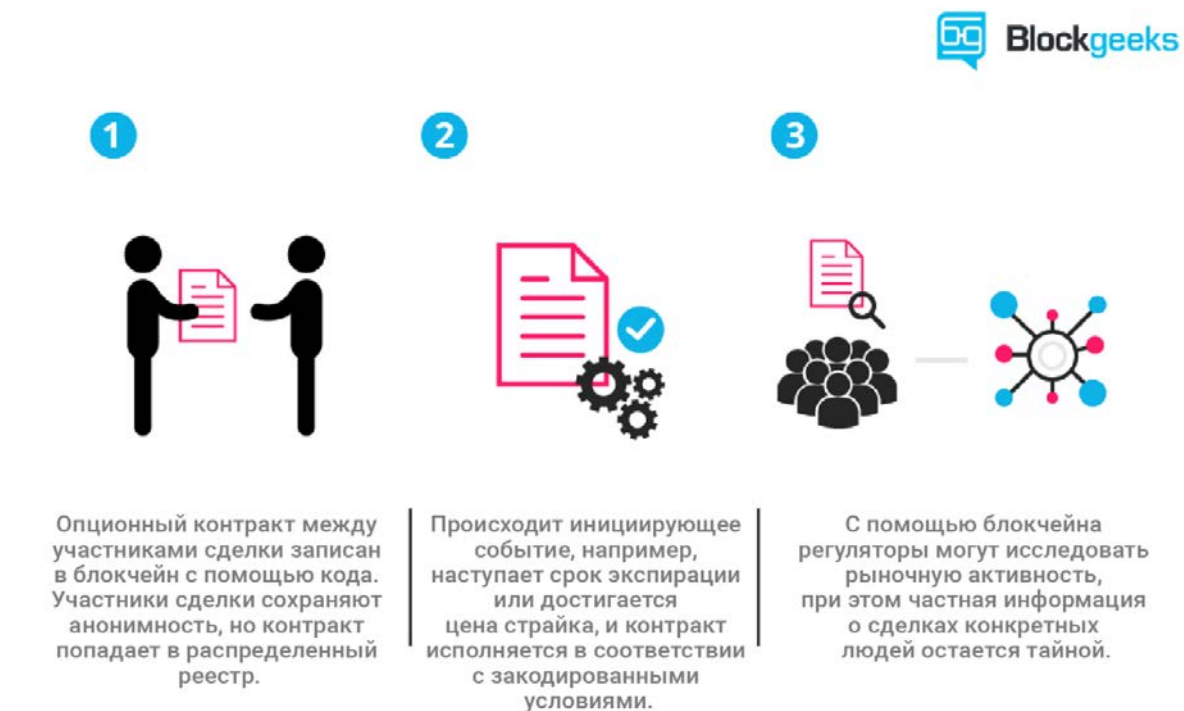 Blockgeeks
1
2
3
Опционный контракт между
участниками сделки записан
в блокчейн с помощью кода.
Участники сделки сохраняют
анонимность, но контракт
попадает в распределенный
реестр.
Происходит инициирующее
событие, например,
наступает срок экспирации
или достигается
цена страйка, и контракт
исполняется в соответствии
с закодированными
условиями.
С помощью блокчейна
регуляторы могут исследовать
рыночную активность,
при этом частная информация
о сделках конкретных
людей остается тайной.